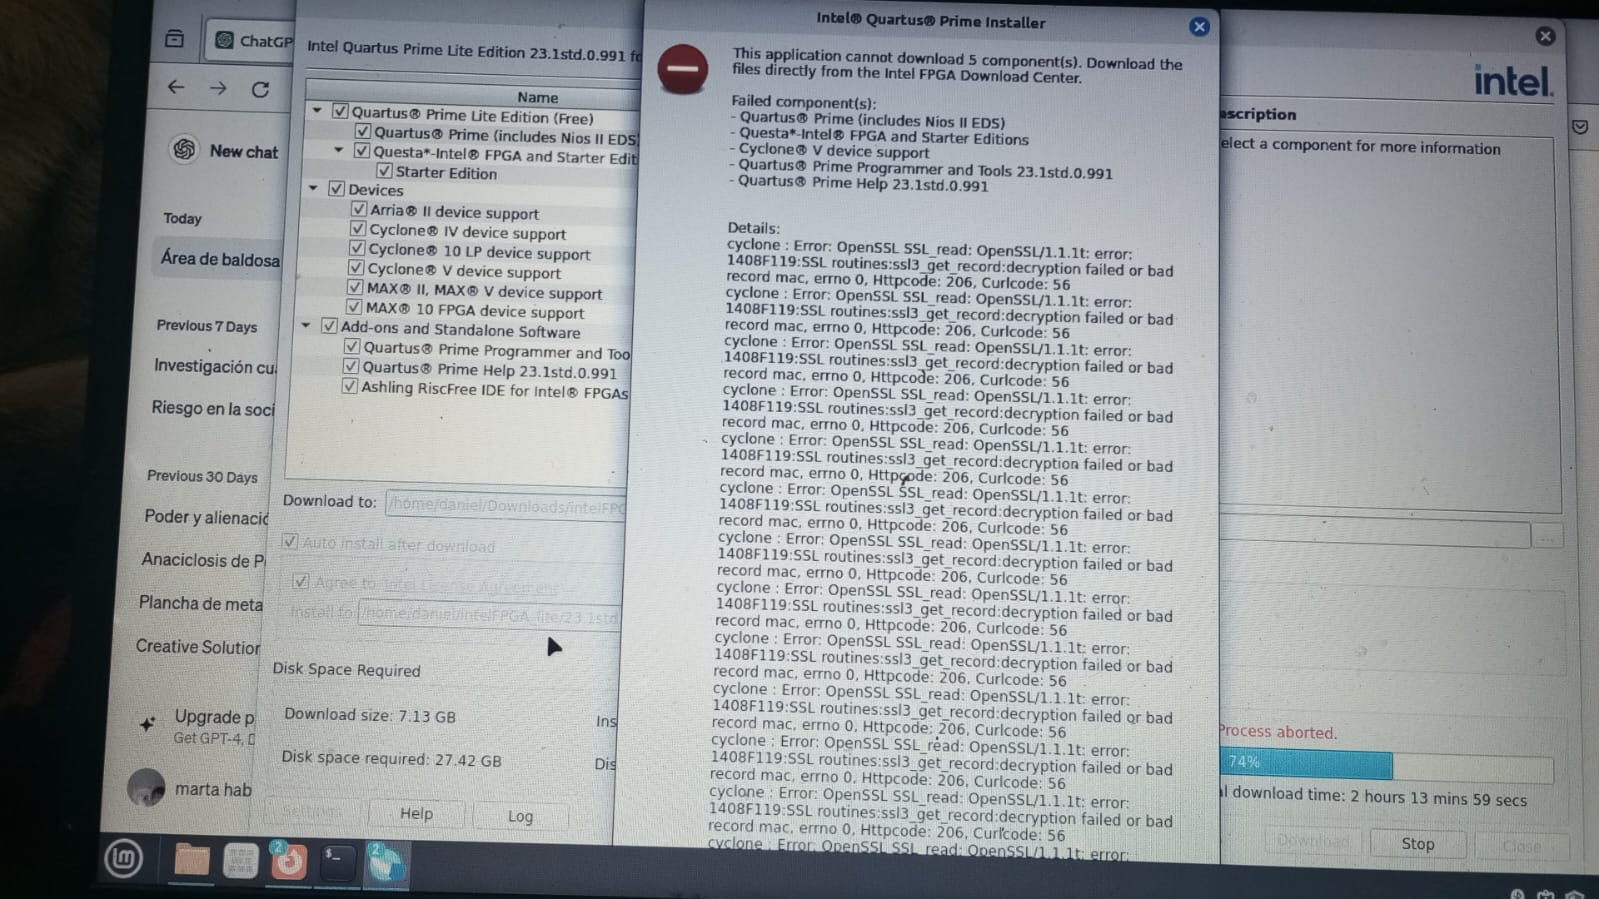 ChatGP
New chat
Today
Área de baldosa
Previous 7 Days
Investigación cu
Riesgo en la soci
Previous 30 Days
Poder y alienació
Anaciclosis de P
Plancha de meta
Creative Solution
Upgrade p
Get GPT-4, D
marta hab
Intel Quartus Prime Lite Edition 23.1std.0.991 fo
Name
Quartus® Prime Lite Edition (Free)
Quartus® Prime (includes Nios II EDS)
Questa*-Intel® FPGA and Starter Edit
Starter Edition
Devices
Arria® II device support
Cyclone® IV device support
Cyclone® 10 LP device support
Cyclone® V device support
MAX® II, MAX® V device support
MAX® 10 FPGA device support
Add-ons and Standalone Software
Quartus® Prime Programmer and Too
Quartus® Prime Help 23.1std.0.991
Ashling RiscFree IDE for Intel® FPGAs
Download to: /home/daniel/Downloads/intelFPG
Auto install after download
Agree to Intel License Agreement
Install to /home/daniel/intelFPGA_lite/23.1std
Disk Space Required
Download size: 7.13 GB
Ins
Disk space required: 27.42 GB
Dis
Settings
Help
Log
Intel® Quartus® Prime Installer
This application cannot download 5 component(s). Download the
files directly from the Intel FPGA Download Center.
Failed component(s):
- Quartus® Prime (includes Nios II EDS)
- Questa*-Intel® FPGA and Starter Editions
- Cyclone® V device support
- Quartus® Prime Programmer and Tools 23.1std.0.991
- Quartus® Prime Help 23.1std.0.991
Details:
cyclone : Error: OpenSSL SSL_read: OpenSSL/1.1.1t: error:
1408F119:SSL routines:ssl3_get_record:decryption failed or bad
record mac, errno 0, Httpcode: 206, Curlcode: 56
cyclone : Error: OpenSSL SSL_read: OpenSSL/1.1.1t: error:
1408F119:SSL routines:ssl3_get_record:decryption failed or bad
record mac, errno 0, Httpcode: 206, Curlcode: 56
cyclone : Error: OpenSSL SSL_read: OpenSSL/1.1.1t: error:
1408F119:SSL routines:ssl3_get_record:decryption failed or bad
record mac, errno 0, Httpcode: 206, Curlcode: 56
cyclone : Error: OpenSSL SSL_read: OpenSSL/1.1.1t: error:
1408F119:SSL routines:ssl3_get_record:decryption failed or bad
record mac, errno 0, Httpcode: 206, Curlcode: 56
cyclone : Error: OpenSSL SSL_read: OpenSSL/1.1.1t: error:
1408F119:SSL routines:ssl3_get_record:decryption failed or bad
record mac, errno 0, Httpcode: 206, Curlcode: 56
cyclone : Error: OpenSSL SSL_read: OpenSSL/1.1.1t: error:
1408F119:SSL routines:ssl3_get_record:decryption failed or bad
record mac, errno 0, Httpcode: 206, Curlcode: 56
cyclone : Error: OpenSSL SSL_read: OpenSSL/1.1.1t: error:
1408F119:SSL routines:ssl3_get_record:decryption failed or bad
record mac, errno 0, Httpcode: 206, Curlcode: 56
cyclone : Error: OpenSSL SSL_read: OpenSSL/1.1.1t: error:
1408F119:SSL routines:ssl3_get_record:decryption failed or bad
record mac, errno 0, Httpcode: 206, Curlcode: 56
cyclone : Error: OpenSSL SSL_read: OpenSSL/1.1.1t: error:
1408F119:SSL routines:ssl3_get_record:decryption failed or bad
record mac, errno 0, Httpcode: 206, Curlcode: 56
cyclone : Error: OpenSSL SSL_read: OpenSSL/1.1.1t: error:
1408F119:SSL routines:ssl3_get_record:decryption failed or bad
record mac, errno 0, Httpcode: 206, Curlcode: 56
cyclone : Error: OpenSSL SSL_read: OpenSSL/1.1.1t: error:
1408F119:SSL routines:ssl3_get_record:decryption failed or bad
record mac, errno 0, Httpcode: 206, Curlcode: 56
cyclone : Error: OpenSSL SSL_read: OpenSSL/1.1.1t: error:
1408F119:SSL routines:ssl3_get_record:decryption failed or bad
record mac, errno 0, Httpcode: 206, Curlcode: 56
cyclone : Error: OpenSSL SSL_read: OpenSSL/1.1.1t: error:
intel.
escription
elect a component for more information
...
Process aborted.
74%
al download time: 2 hours 13 mins 59 secs
Download
Stop
Close
2
2